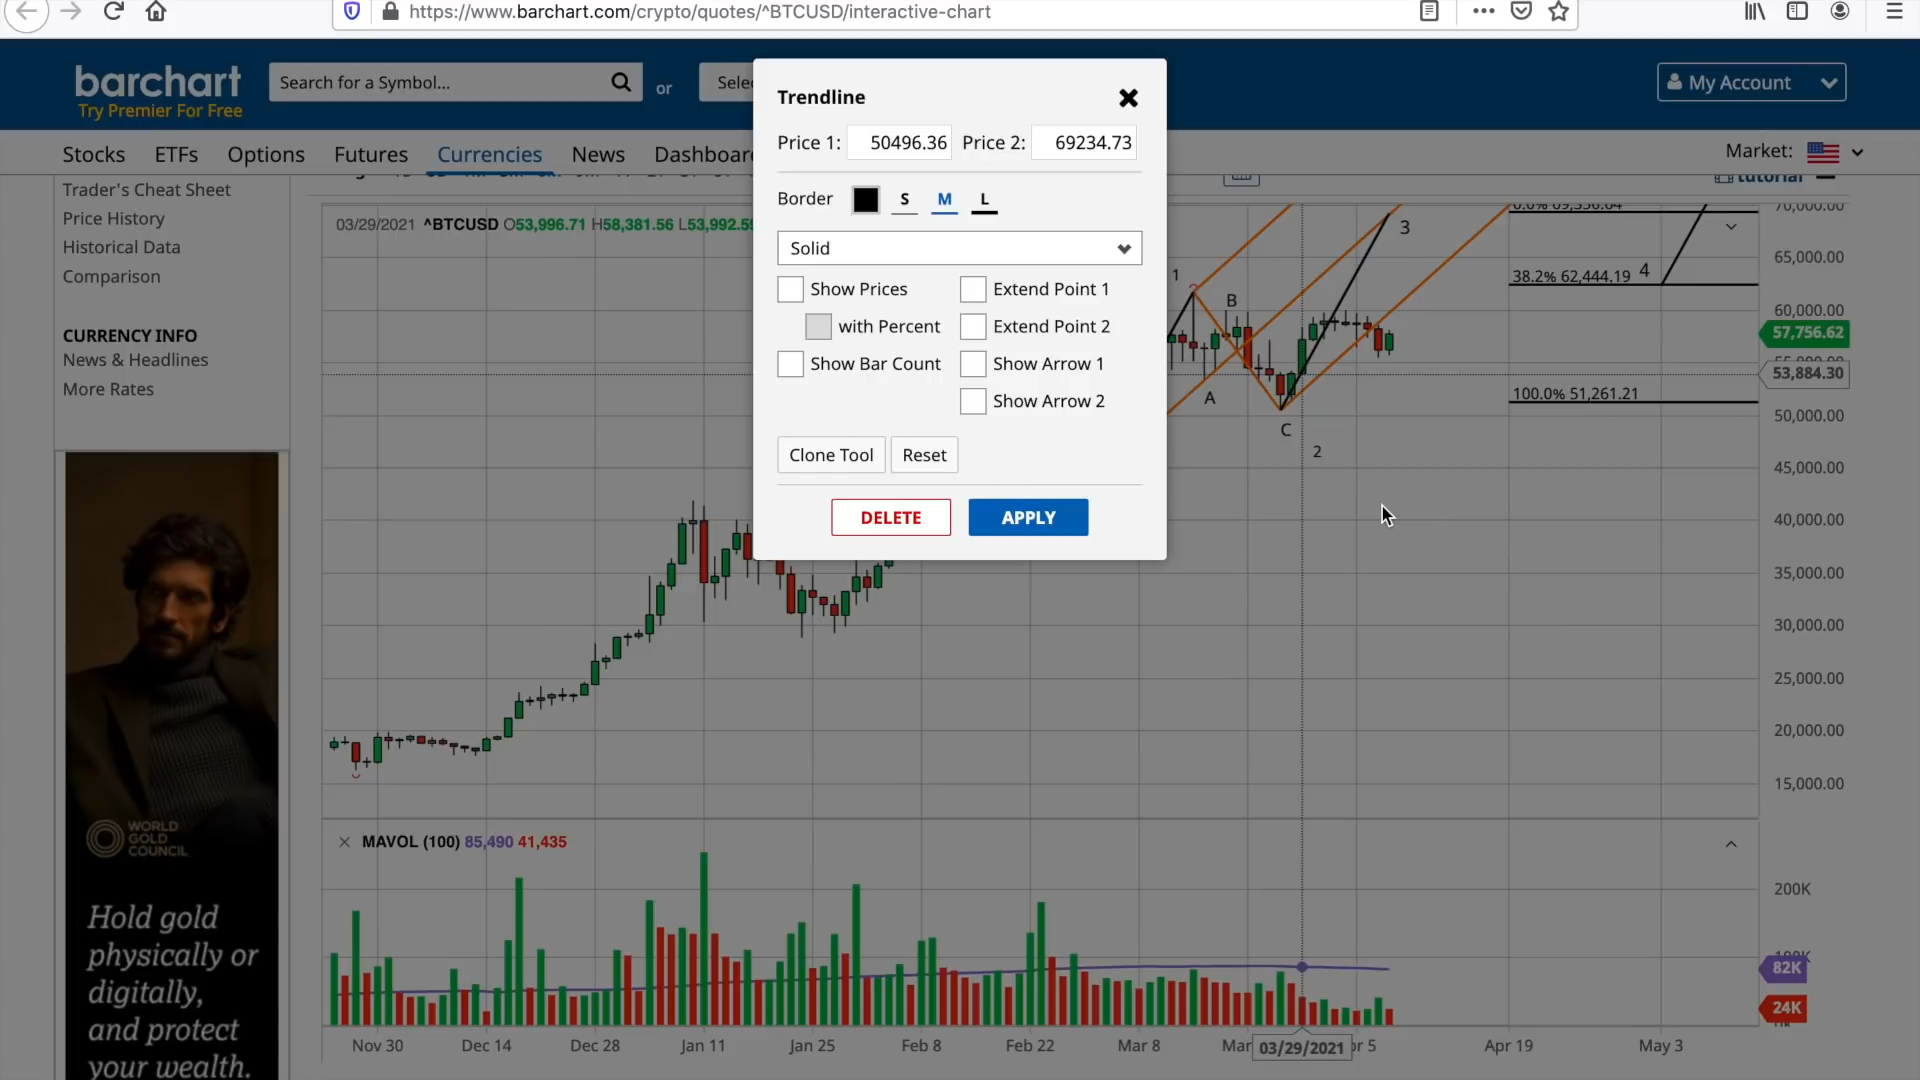 https://www.barchart.com/crypto/quotes/^BTCUSD/interactive-chart
barchart
Try Premier For Free
Search for a Symbol...
or
Selec
My Account
Stocks
ETFs
Options
Futures
Currencies
News
Dashboard
Market:
Trader's Cheat Sheet
Price History
Historical Data
Comparison
CURRENCY INFO
News & Headlines
More Rates
tutorial
03/29/2021 ^BTCUSD O53,996.71 H58,381.56 L53,992.5
Trendline
Price 1: 50496.36 Price 2: 69234.73
Border S M L
Solid
Show Prices
Extend Point 1
with Percent
Extend Point 2
Show Bar Count
Show Arrow 1
Show Arrow 2
Clone Tool
Reset
DELETE
APPLY
1
B
A
C
2
3
38.2% 62,444.19 4
100.0% 51,261.21
70,000.00
65,000.00
60,000.00
57,756.62
53,884.30
50,000.00
45,000.00
40,000.00
35,000.00
30,000.00
25,000.00
20,000.00
15,000.00
MAVOL (100) 85,490 41,435
200K
82K
24K
Nov 30
Dec 14
Dec 28
Jan 11
Jan 25
Feb 8
Feb 22
Mar 8
Mar
03/29/2021
pr 5
Apr 19
May 3
WORLD
GOLD
COUNCIL
Hold gold
physically or
digitally,
and protect
your wealth.